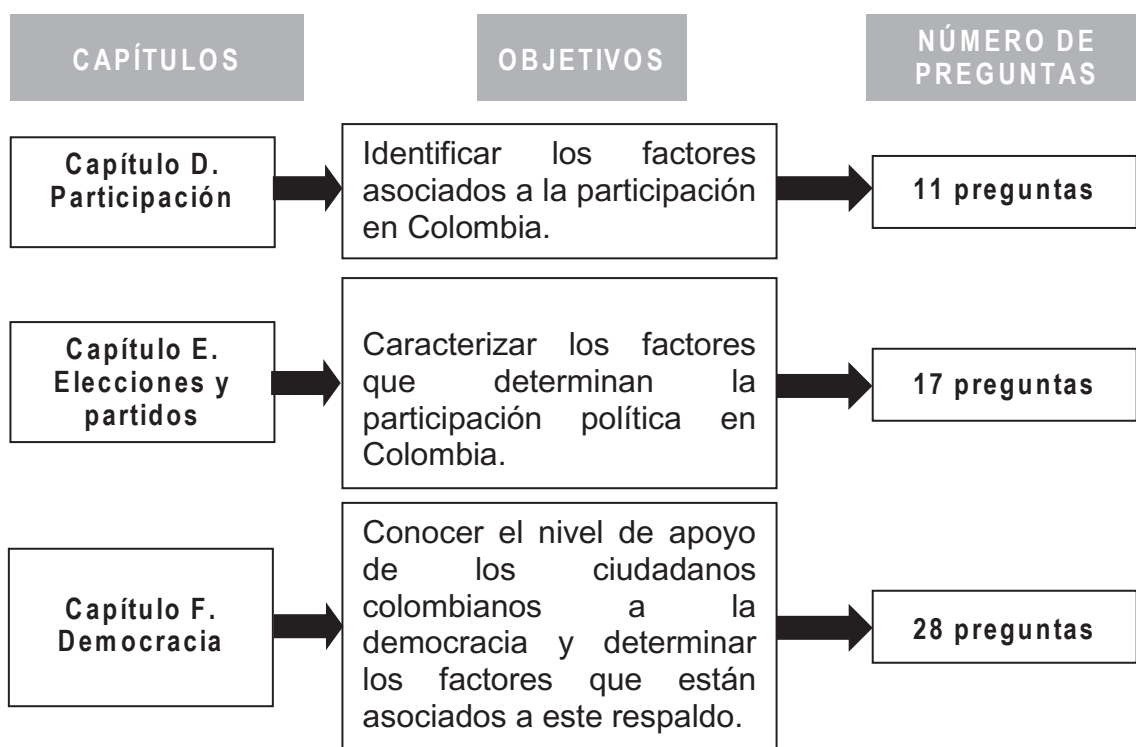 CAPÍTULOS
OBJETIVOS
NÚMERO DE
PREGUNTAS
Capítulo D.
Participación
Identificar los factores
asociados a la participación
en Colombia.
11 preguntas
Capítulo E.
Elecciones y
partidos
Caracterizar los factores
que determinan la
participación política en
Colombia.
17 preguntas
Capítulo F.
Democracia
Conocer el nivel de apoyo
de los ciudadanos
colombianos a la
democracia y determinar
los factores que están
asociados a este respaldo.
28 preguntas